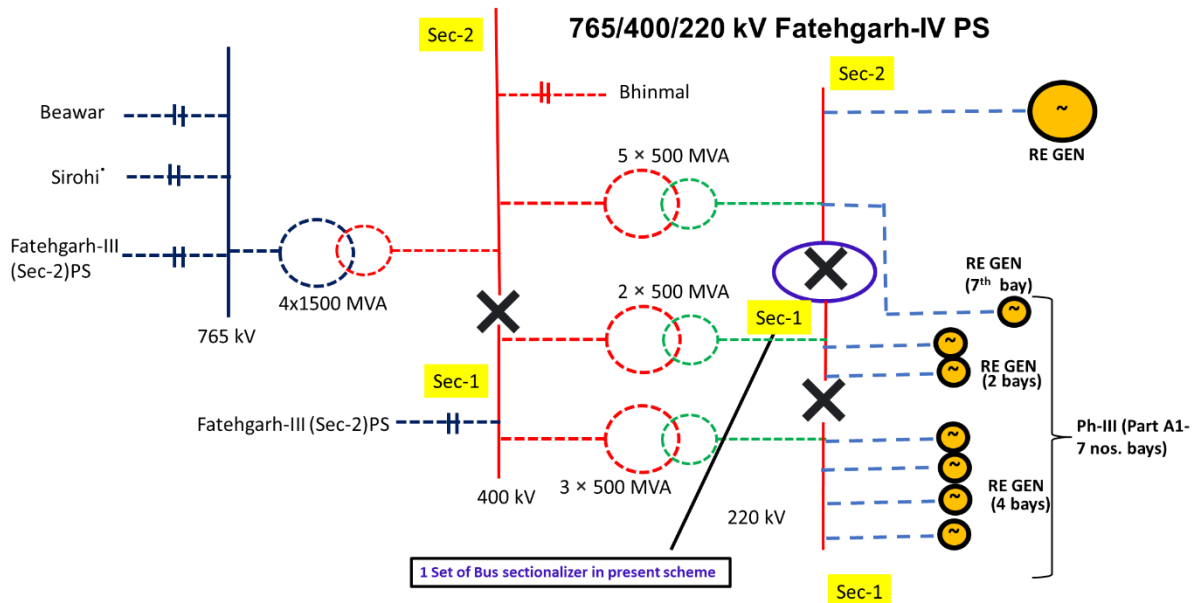 765/400/220 kV Fatehgarh-IV PS
Sec-2
Sec-2
Beawar
Bhinmal
~
RE GEN
5 × 500 MVA
Sirohi•
Fatehgarh-III
(Sec-2)PS
4x1500 MVA
765 kV
2 × 500 MVA
Sec-1
RE GEN
(7th bay)
~
~
~
RE GEN
(2 bays)
Sec-1
Fatehgarh-III (Sec-2)PS
Ph-III (Part A1-
7 nos. bays)
~
~
~
~
RE GEN
(4 bays)
3 × 500 MVA
400 kV
220 kV
1 Set of Bus sectionalizer in present scheme
Sec-1